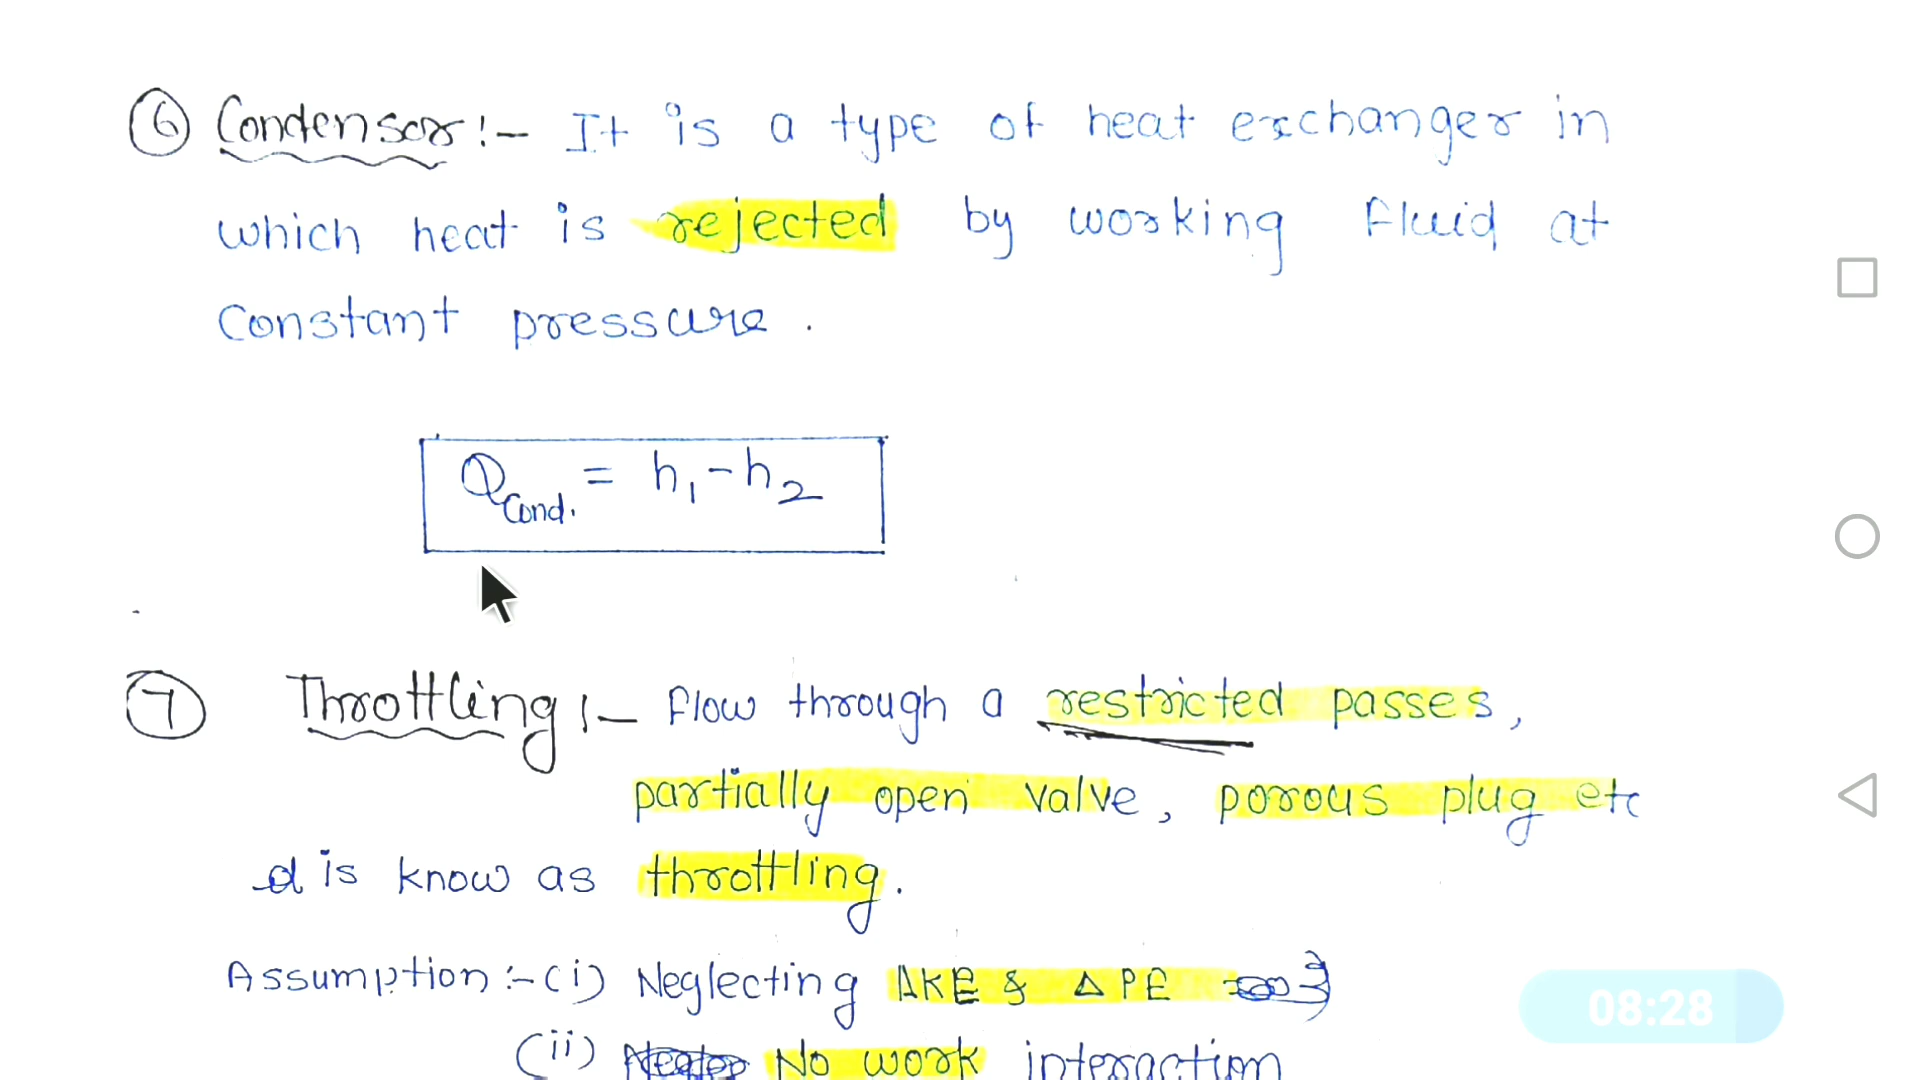 6 Condensor :- It is a type of heat exchanger in
which heat is rejected by working fluid at
Constant pressure .
Qcond. = h1 - h2
7 Throttling :- flow through a restricted passes,
partially open valve, porous plug etc
is know as throttling.
Assumption :- (i) Neglecting ΔKE & ΔPE
(ii) No work interaction
08:28